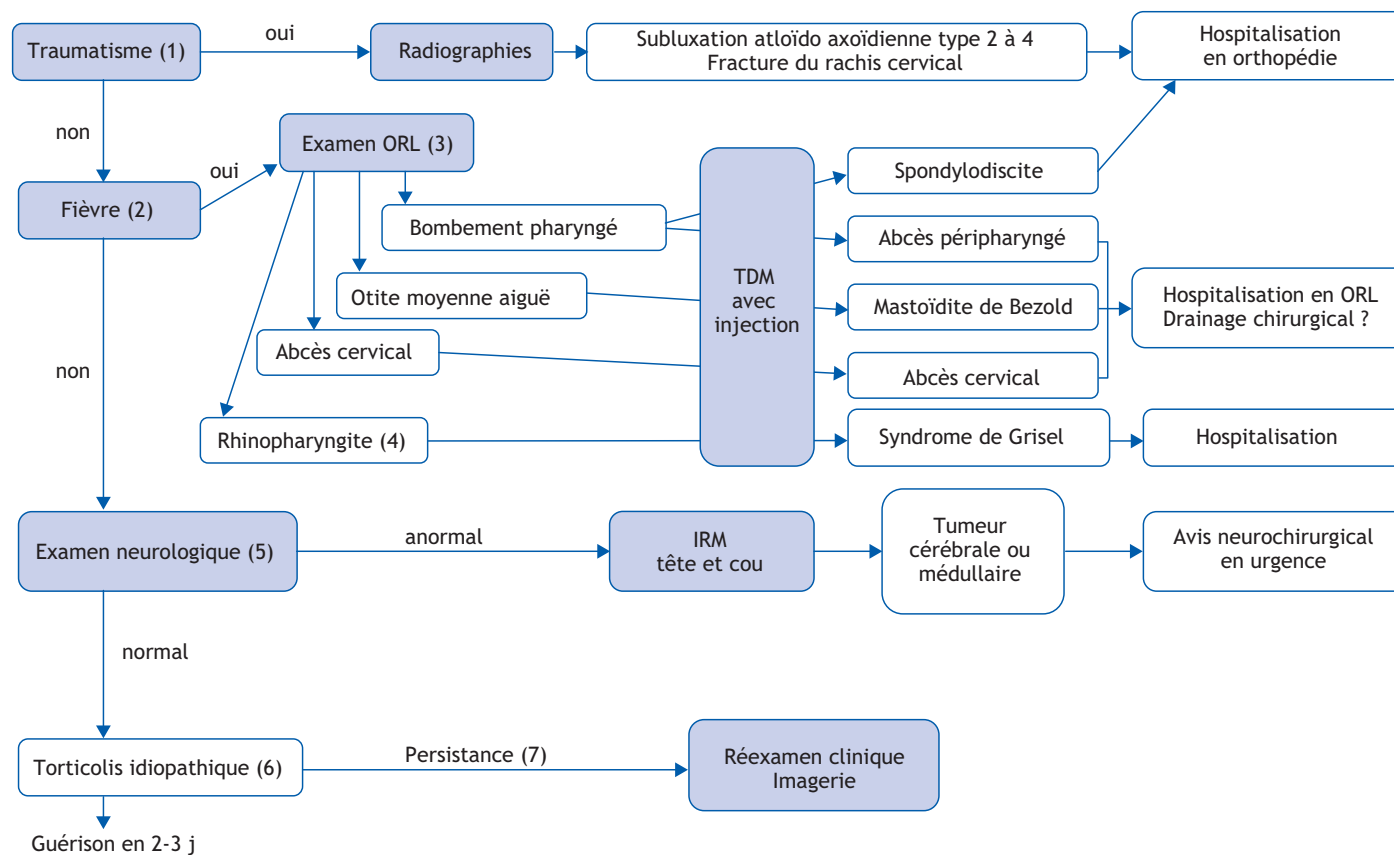 Traumatisme (1)
oui
Radiographies
Subluxation atloïdo axoïdienne type 2 à 4
Fracture du rachis cervical
Hospitalisation
en orthopédie
non
Examen ORL (3)
oui
Fièvre (2)
Bombement pharyngé
Otite moyenne aiguë
Abcès cervical
Rhinopharyngite (4)
TDM
avec
injection
Spondylodiscite
Abcès péripharyngé
Mastoïdite de Bezold
Abcès cervical
Syndrome de Grisel
Hospitalisation en ORL
Drainage chirurgical ?
Hospitalisation
non
Examen neurologique (5)
anormal
IRM
tête et cou
Tumeur
cérébrale ou
médullaire
Avis neurochirurgical
en urgence
normal
Torticolis idiopathique (6)
Persistance (7)
Réexamen clinique
Imagerie
Guérison en 2-3 j